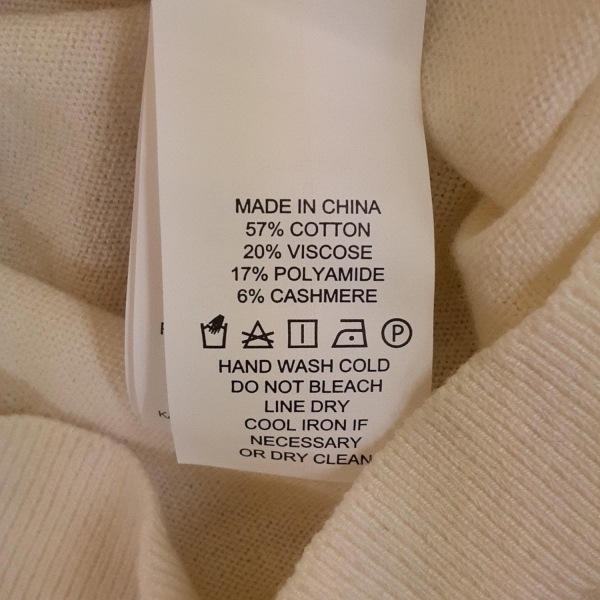 MADE IN CHINA
57% COTTON
20% VISCOSE
17% POLYAMIDE
6% CASHMERE
P
HAND WASH COLD
DO NOT BLEACH
LINE DRY
COOL IRON IF
NECESSARY
OR DRY CLEAN